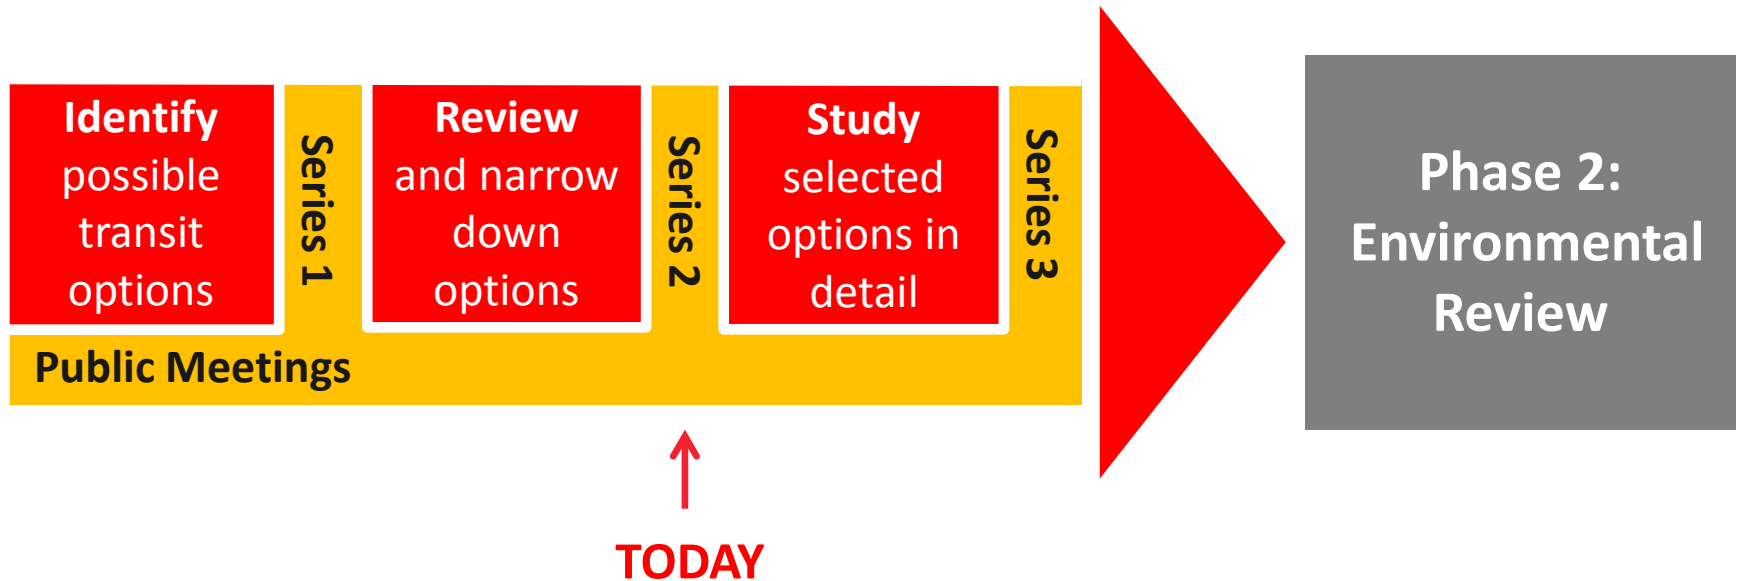 Identify
possible
transit
options
Series 1
Review
and narrow
down
options
Series 2
Study
selected
options in
detail
Series 3
Public Meetings
TODAY
Phase 2:
Environmental
Review